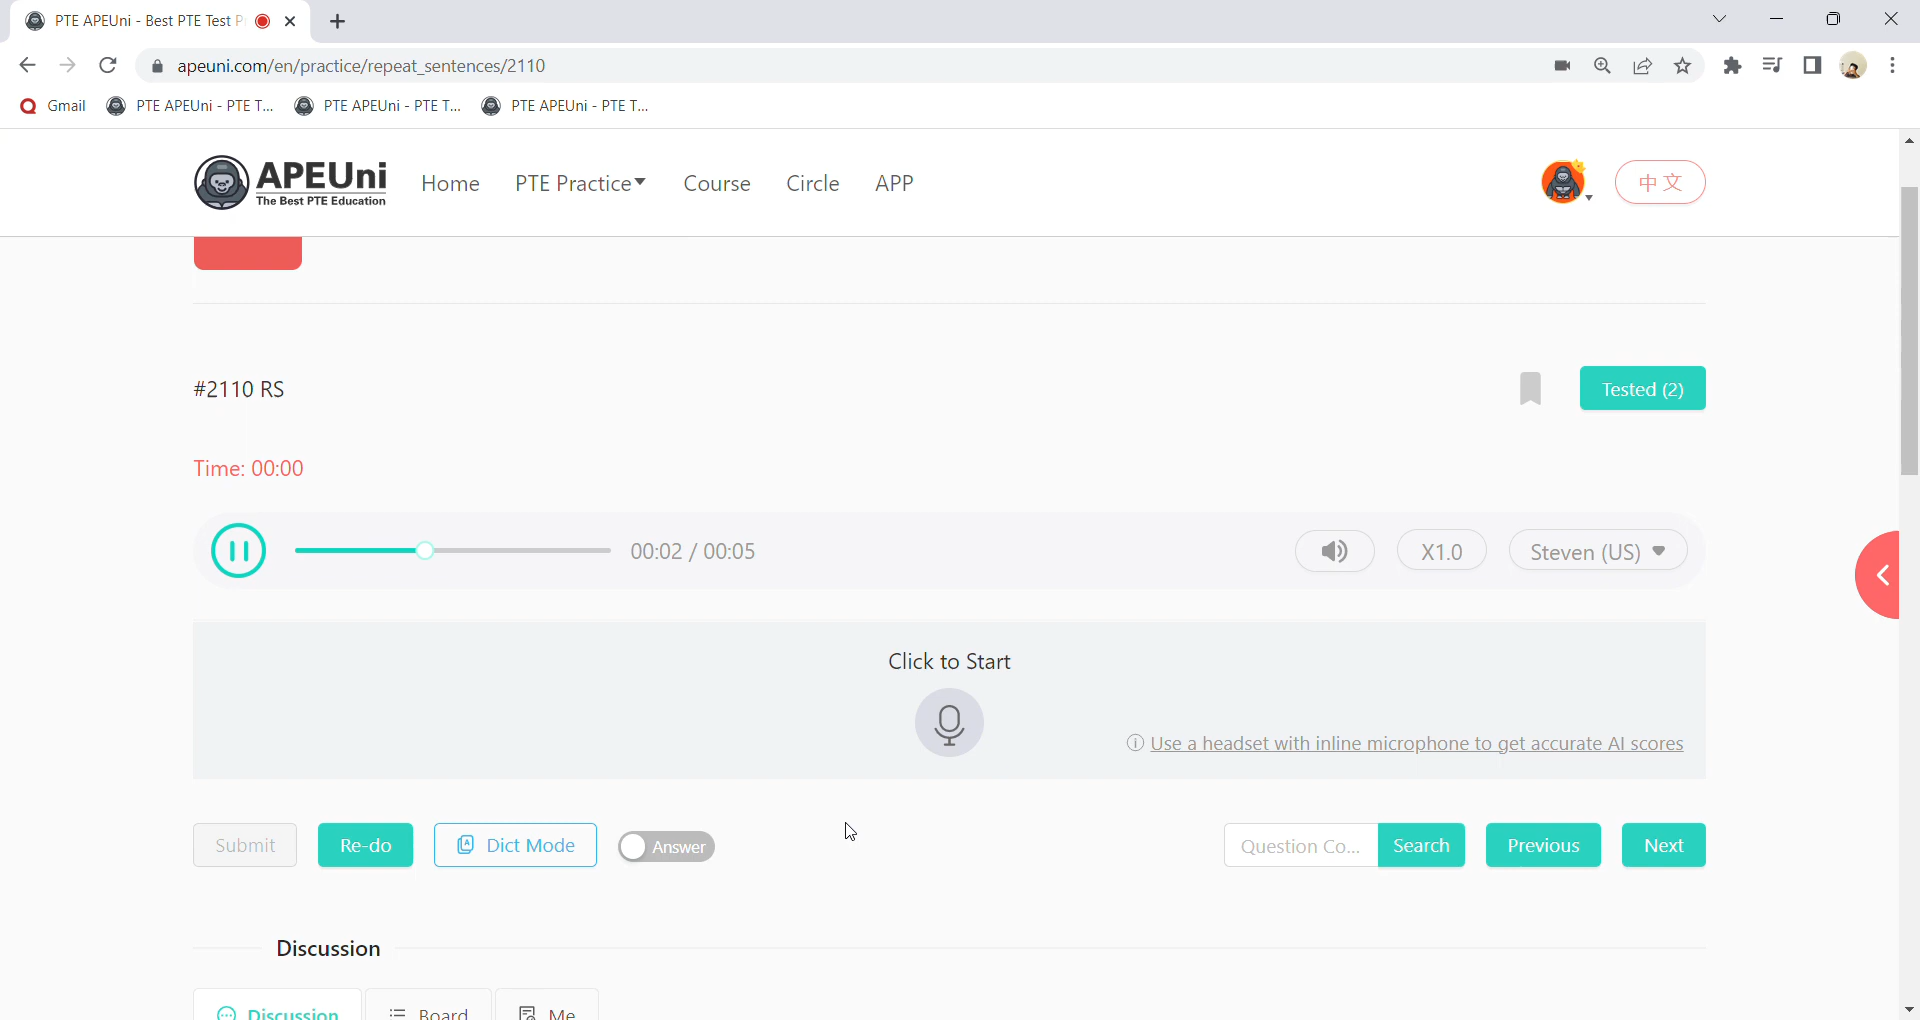 PTE APEUni - Best PTE Test P
apeuni.com/en/practice/repeat_sentences/2110
Gmail
PTE APEUni - PTE T...
PTE APEUni - PTE T...
PTE APEUni - PTE T...
APEUni
The Best PTE Education
Home
PTE Practice
Course
Circle
APP
中文
#2110 RS
Tested (2)
Time: 00:00
00:02 / 00:05
X1.0
Steven (US)
Click to Start
Use a headset with inline microphone to get accurate AI scores
Submit
Re-do
Dict Mode
Answer
Question Co...
Search
Previous
Next
Discussion
Discussion
Board
Me